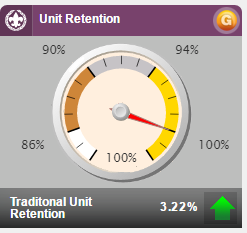 Unit Retention
G
90% 94%
86% 100%
100%
Traditonal Unit
Retention
3.22%